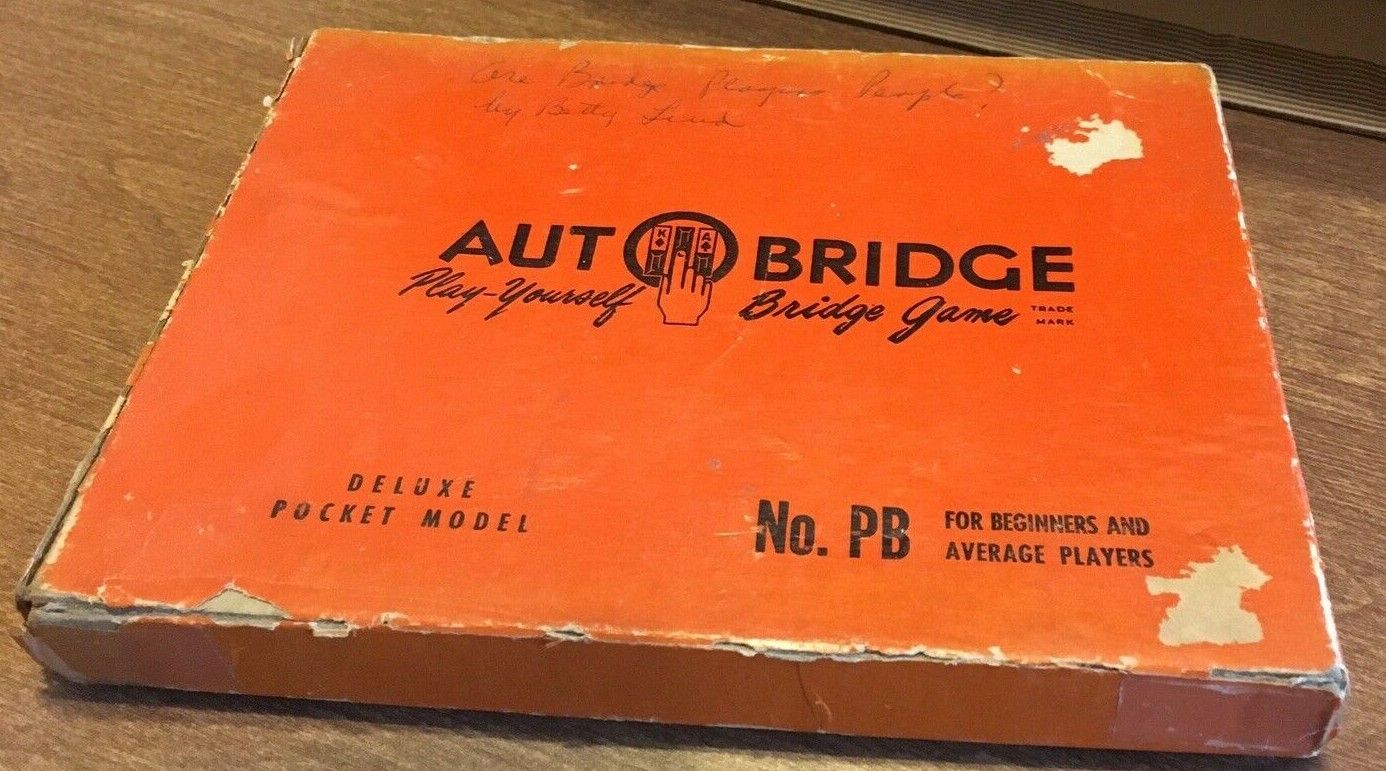 Are Bridge Players People?
by Betty Lind
AUTOBRIDGE
Play-Yourself Bridge Game TRADE MARK
DELUXE
POCKET MODEL
No. PB
FOR BEGINNERS AND
AVERAGE PLAYERS
K
A